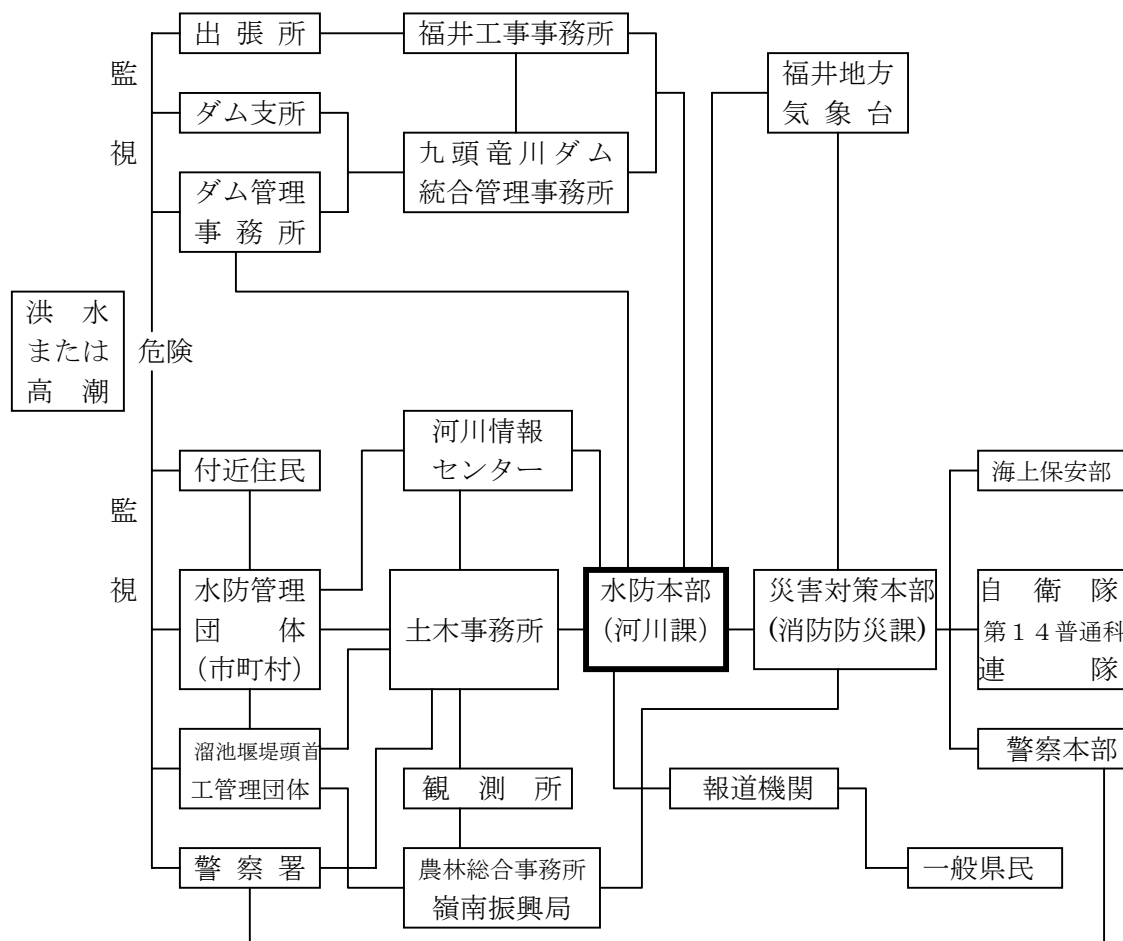 出張所
福井工事事務所
監
視
福井地方
気象台
ダム支所
九頭竜川ダム
統合管理事務所
ダム管理
事務所
洪水
または
高潮
危険
河川情報
センター
付近住民
海上保安部
監
視
水防管理
団体
(市町村)
土木事務所
水防本部
(河川課)
災害対策本部
(消防防災課)
自衛隊
第14普通科
連隊
溜池堰堤頭首
工管理団体
観測所
報道機関
警察本部
警察署
農林総合事務所
嶺南振興局
一般県民